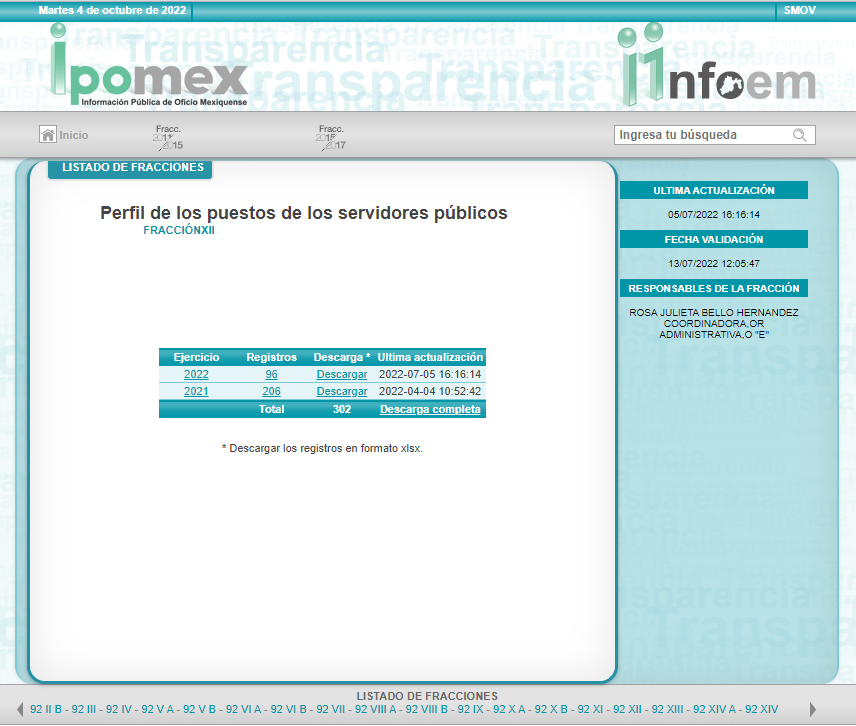 Martes 4 de octubre de 2022
SMOV
ipomex
Información Pública de Oficio Mexiquense
infoem
Inicio
Fracc.
Fracc.
Ingresa tu búsqueda
LISTADO DE FRACCIONES
Perfil de los puestos de los servidores públicos
FRACCIÓNXII
Ejercicio Registros Descarga * Ultima actualización
2022 96 Descargar 2022-07-05 16:16:14
2021 206 Descargar 2022-04-04 10:52:42
Total 302 Descarga completa
* Descargar los registros en formato xlsx.
ULTIMA ACTUALIZACIÓN
05/07/2022 16:16:14
FECHA VALIDACIÓN
13/07/2022 12:05:47
RESPONSABLES DE LA FRACCIÓN
ROSA JULIETA BELLO HERNANDEZ
COORDINADORA,OR
ADMINISTRATIVA,O "E"
LISTADO DE FRACCIONES
92 II B - 92 III - 92 IV - 92 V A - 92 V B - 92 VI A - 92 VI B - 92 VII - 92 VIII A - 92 VIII B - 92 IX - 92 X A - 92 X B - 92 XI - 92 XII - 92 XIII - 92 XIV A - 92 XIV